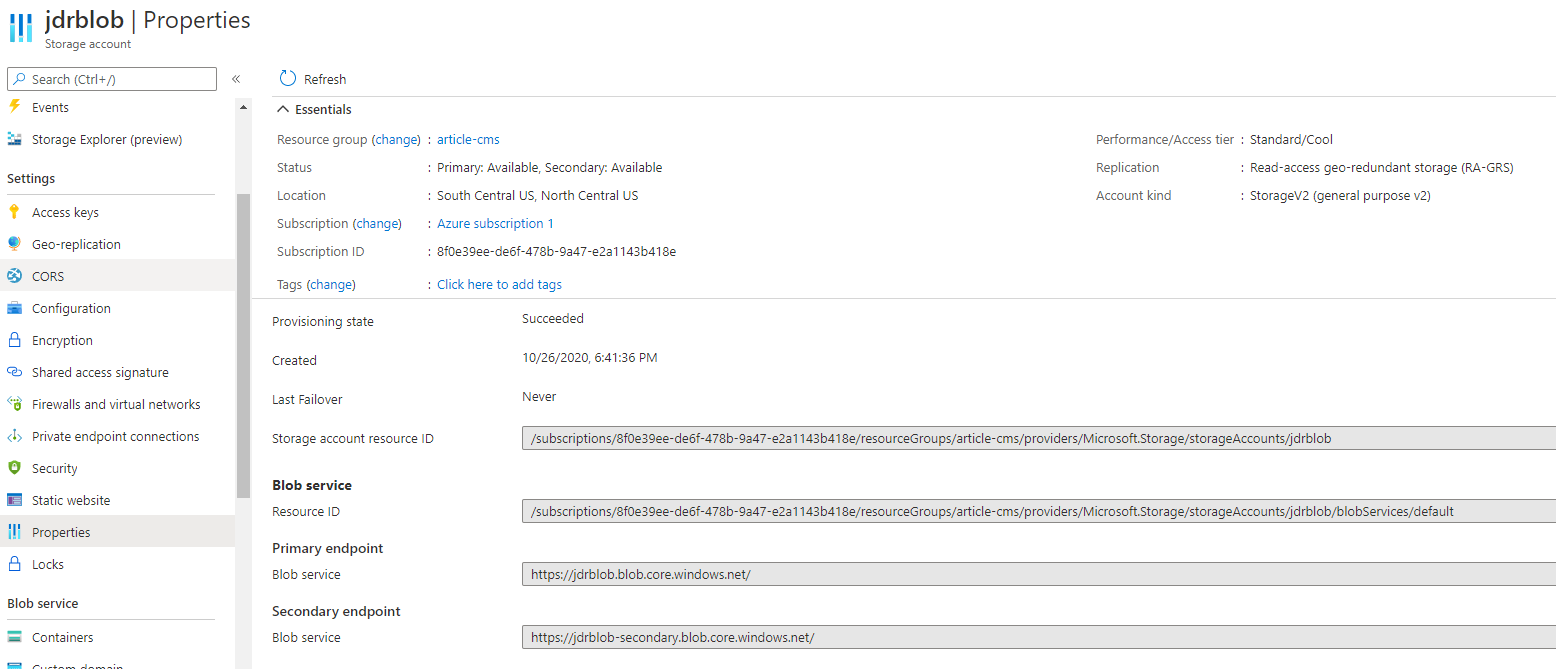 jdrblob | Properties
Storage account
Search (Ctrl+/)
«
Events
Storage Explorer (preview)
Settings
Access keys
Geo-replication
CORS
Configuration
Encryption
Shared access signature
Firewalls and virtual networks
Private endpoint connections
Security
Static website
Properties
Locks
Blob service
Containers
Custom domain
Refresh
Essentials
Resource group (change) : article-cms
Status : Primary: Available, Secondary: Available
Location : South Central US, North Central US
Subscription (change) : Azure subscription 1
Subscription ID : 8f0e39ee-de6f-478b-9a47-e2a1143b418e
Tags (change) : Click here to add tags
Performance/Access tier : Standard/Cool
Replication : Read-access geo-redundant storage (RA-GRS)
Account kind : StorageV2 (general purpose v2)
Provisioning state Succeeded
Created 10/26/2020, 6:41:36 PM
Last Failover Never
Storage account resource ID /subscriptions/8f0e39ee-de6f-478b-9a47-e2a1143b418e/resourceGroups/article-cms/providers/Microsoft.Storage/storageAccounts/jdrblob
Blob service
Resource ID /subscriptions/8f0e39ee-de6f-478b-9a47-e2a1143b418e/resourceGroups/article-cms/providers/Microsoft.Storage/storageAccounts/jdrblob/blobServices/default
Primary endpoint
Blob service https://jdrblob.blob.core.windows.net/
Secondary endpoint
Blob service https://jdrblob-secondary.blob.core.windows.net/